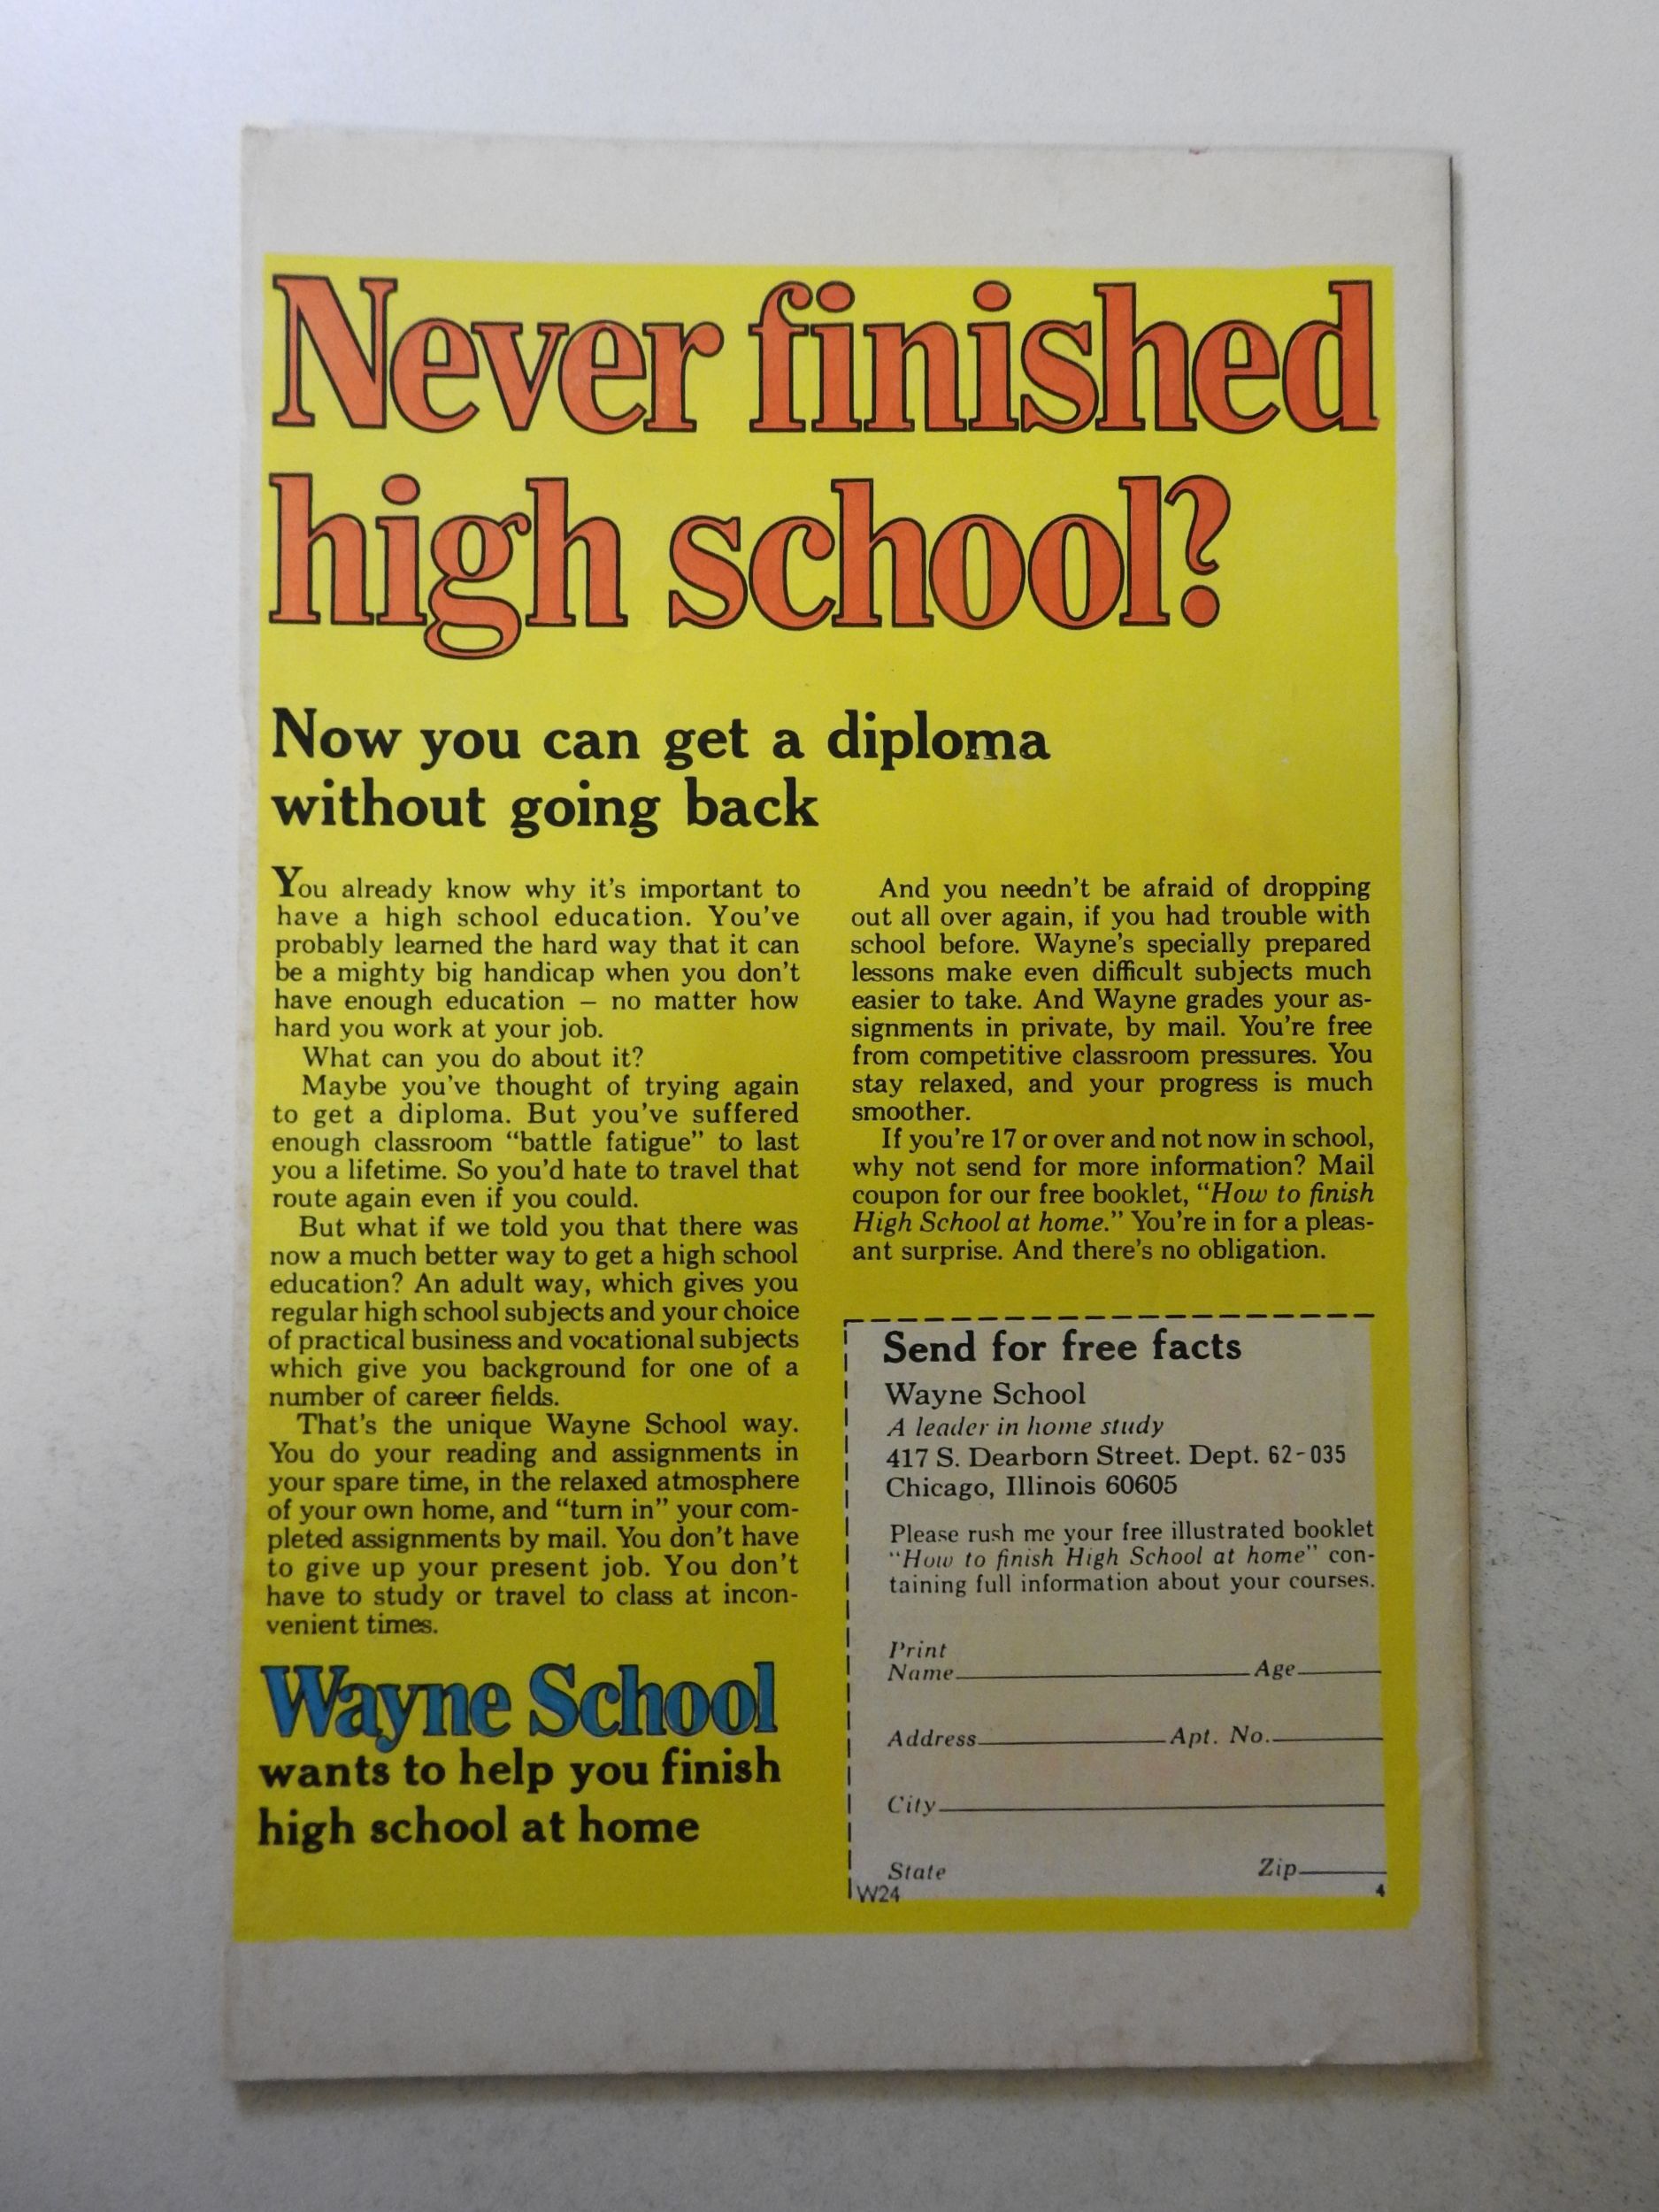 Never finished
high school?
Now you can get a diploma
without going back
You already know why it's important to
have a high school education. You've
probably learned the hard way that it can
be a mighty big handicap when you don't
have enough education – no matter how
hard you work at your job.
What can you do about it?
Maybe you've thought of trying again
to get a diploma. But you've suffered
enough classroom “battle fatigue” to last
you a lifetime. So you'd hate to travel that
route again even if you could.
But what if we told you that there was
now a much better way to get a high school
education? An adult way, which gives you
regular high school subjects and your choice
of practical business and vocational subjects
which give you background for one of a
number of career fields.
That's the unique Wayne School way.
You do your reading and assignments in
your spare time, in the relaxed atmosphere
of your own home, and “turn in” your com-
pleted assignments by mail. You don't have
to give up your present job. You don't
have to study or travel to class at incon-
venient times.
Wayne School
wants to help you finish
high school at home
And you needn't be afraid of dropping
out all over again, if you had trouble with
school before. Wayne's specially prepared
lessons make even difficult subjects much
easier to take. And Wayne grades your as-
signments in private, by mail. You're free
from competitive classroom pressures. You
stay relaxed, and your progress is much
smoother.
If you're 17 or over and not now in school,
why not send for more information? Mail
coupon for our free booklet, “How to finish
High School at home.” You're in for a pleas-
ant surprise. And there's no obligation.
Send for free facts
Wayne School
A leader in home study
417 S. Dearborn Street. Dept. 62-035
Chicago, Illinois 60605
Please rush me your free illustrated booklet
“How to finish High School at home” con-
taining full information about your courses.
Print
Name Age
Address Apt. No.
City
State Zip
W24 4